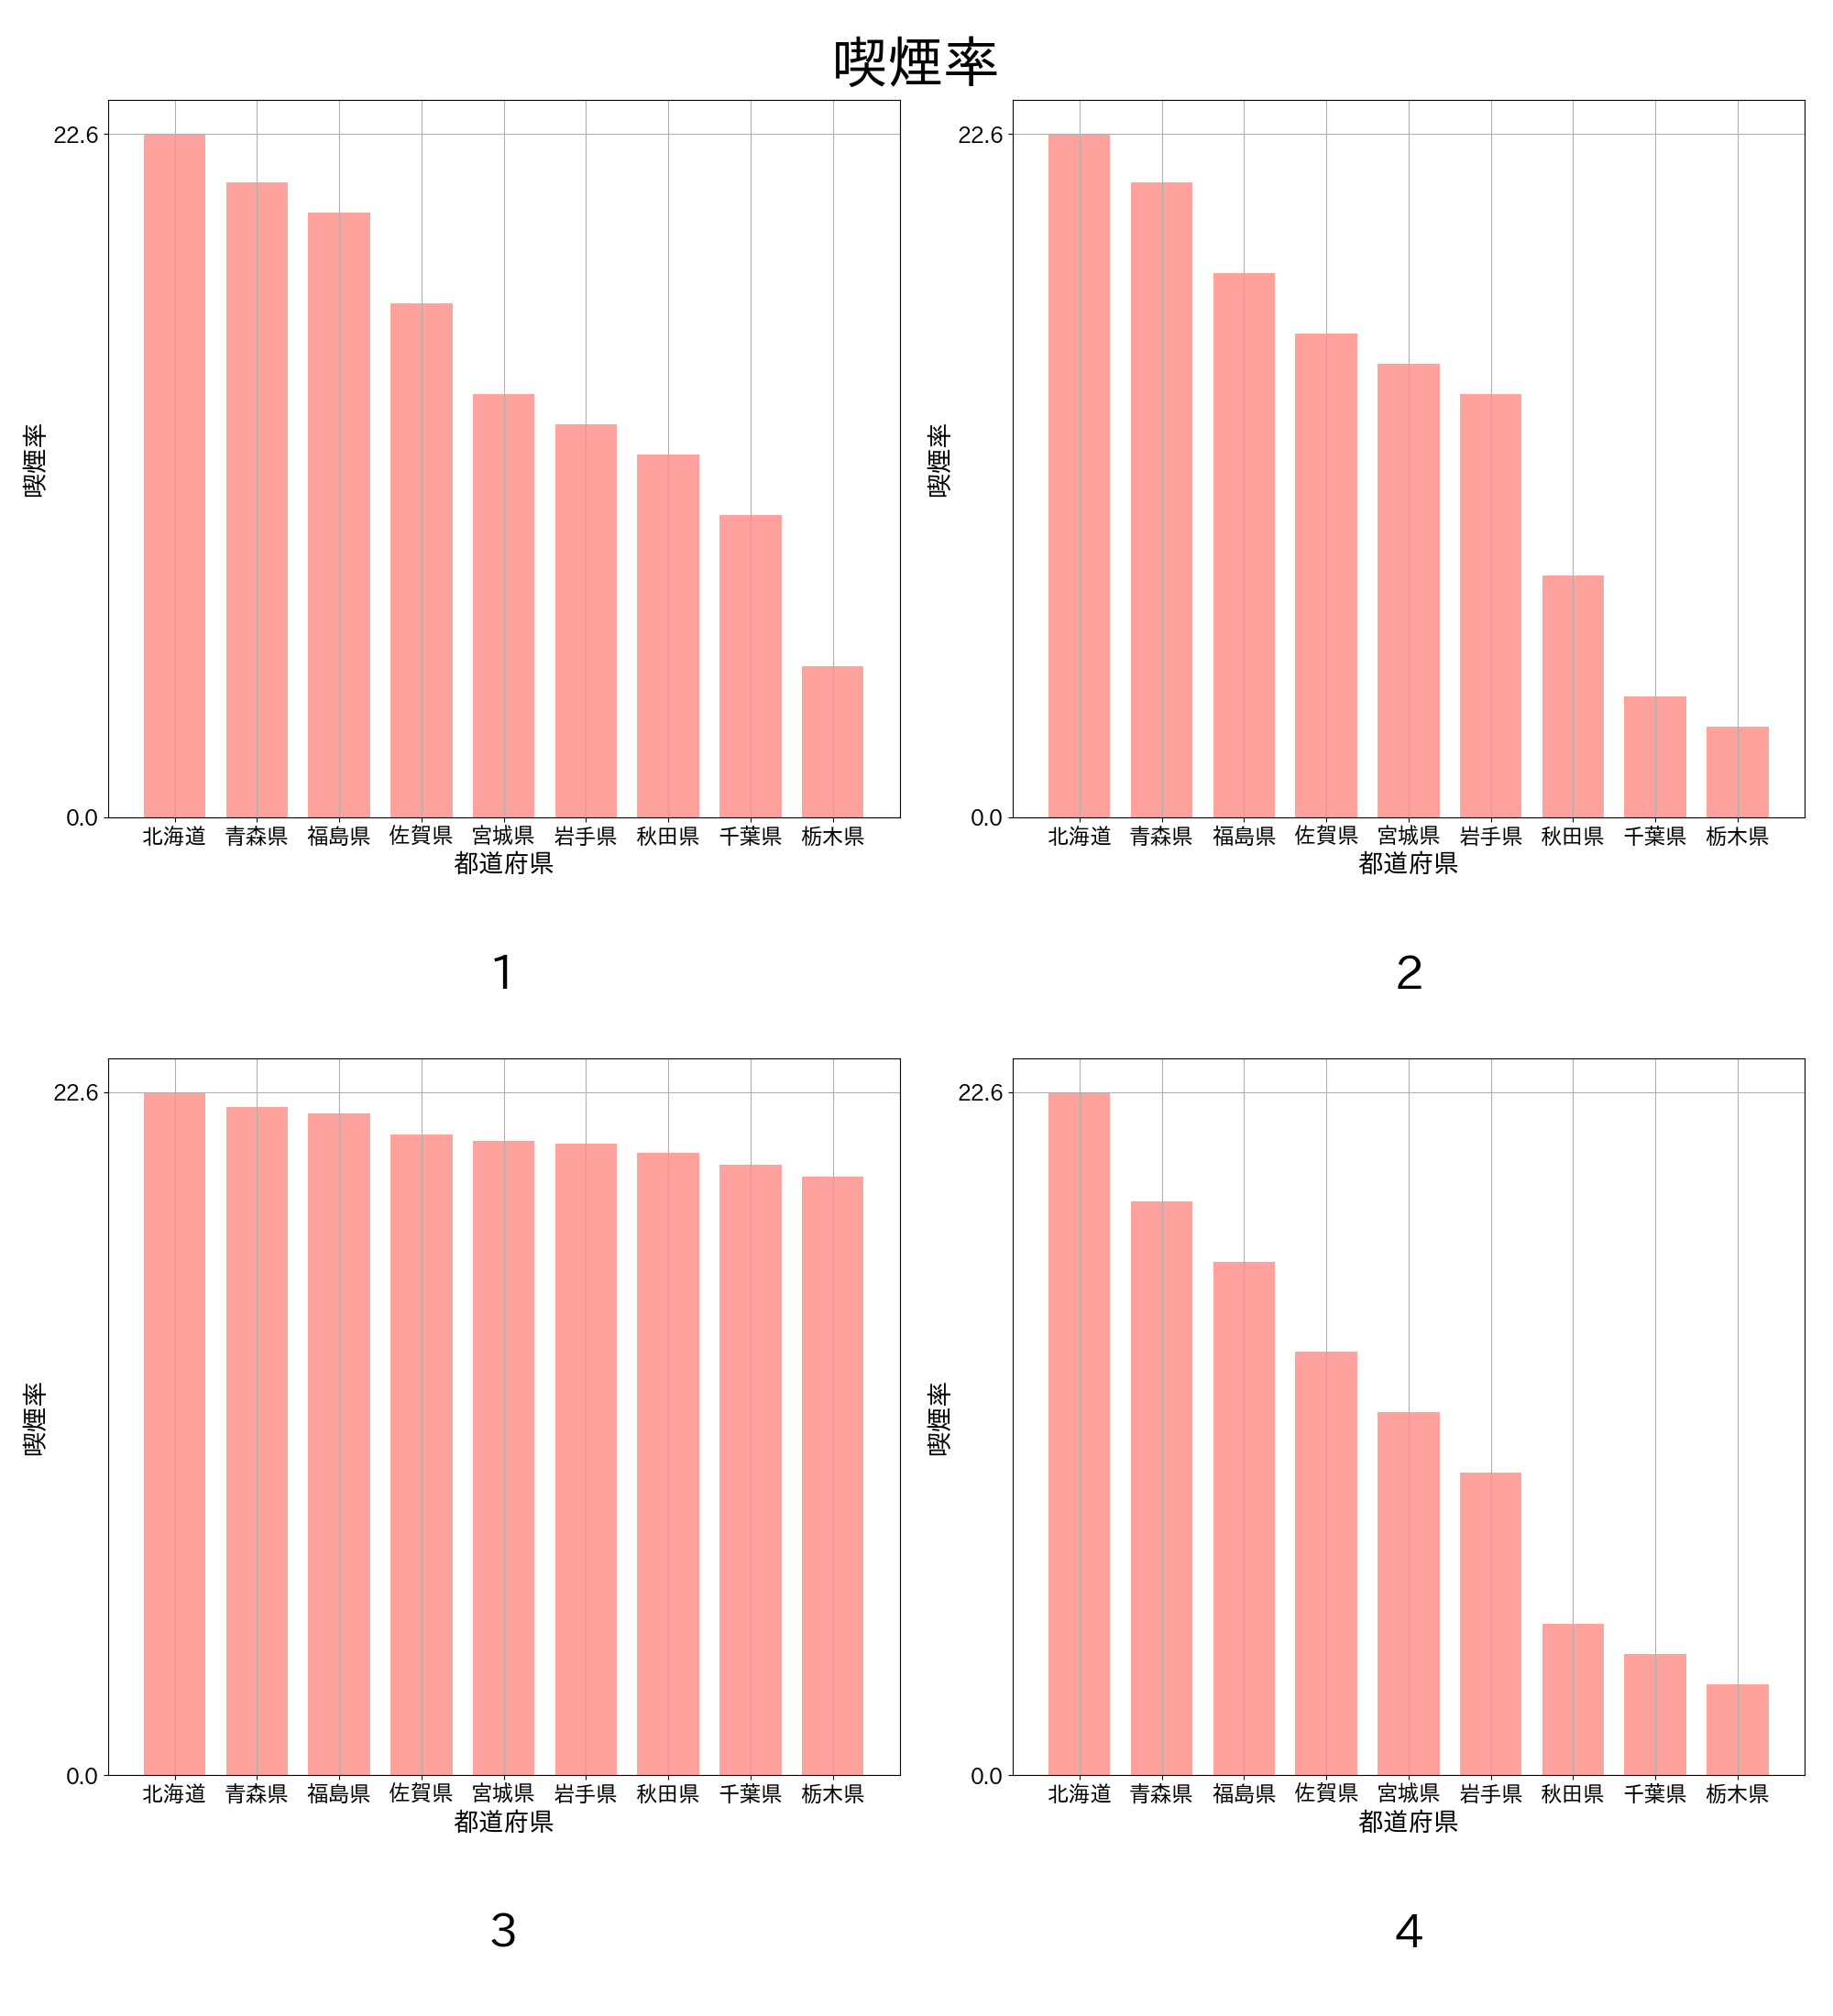 喫煙率
22.6
0.0
喫煙率
北海道 青森県 福島県 佐賀県 宮城県 岩手県 秋田県 千葉県 栃木県
都道府県
1
22.6
0.0
喫煙率
北海道 青森県 福島県 佐賀県 宮城県 岩手県 秋田県 千葉県 栃木県
都道府県
2
22.6
0.0
喫煙率
北海道 青森県 福島県 佐賀県 宮城県 岩手県 秋田県 千葉県 栃木県
都道府県
3
22.6
0.0
喫煙率
北海道 青森県 福島県 佐賀県 宮城県 岩手県 秋田県 千葉県 栃木県
都道府県
4